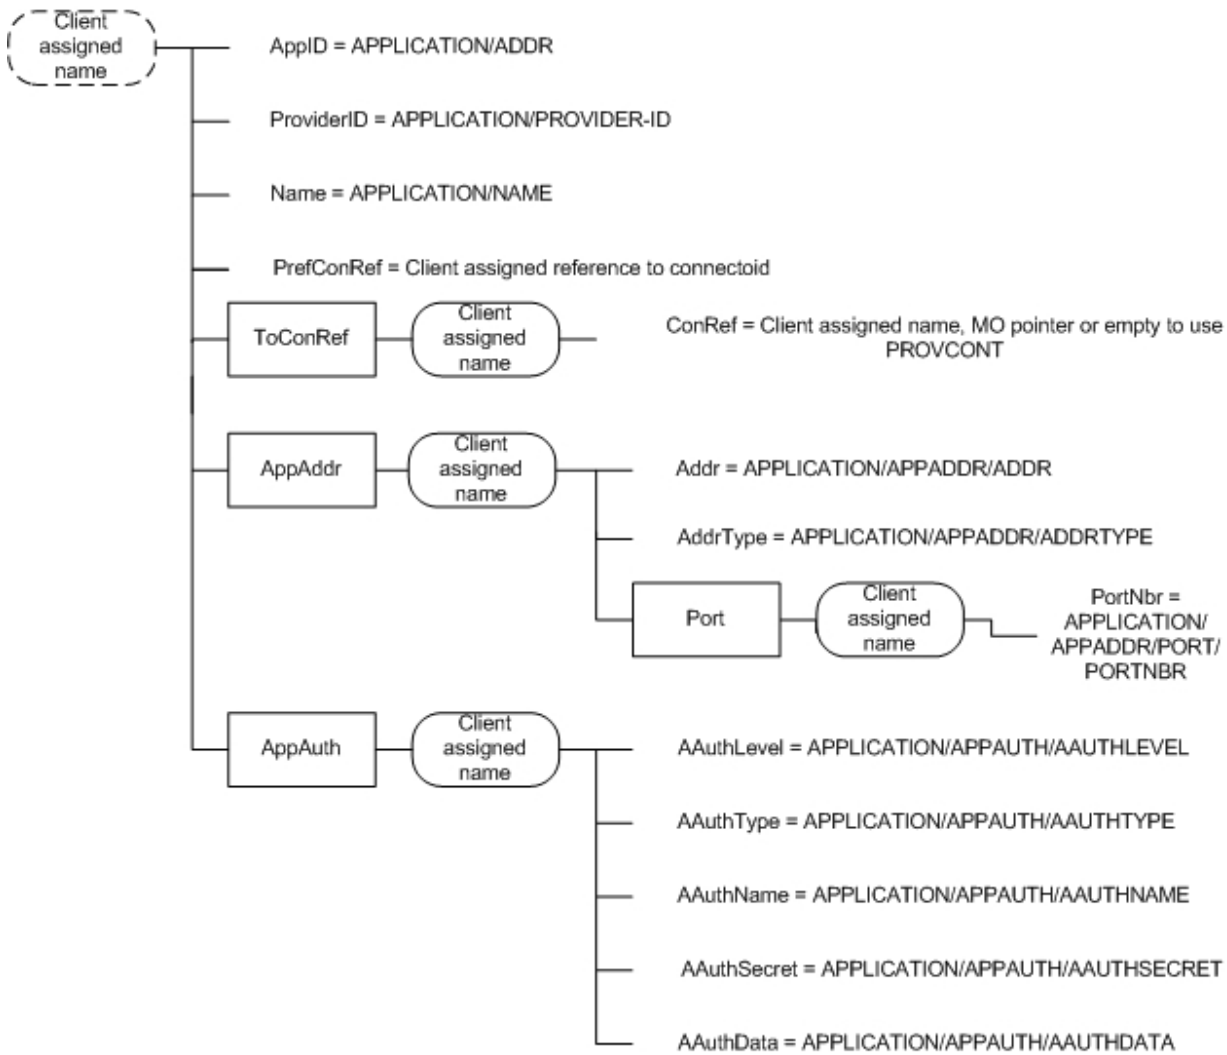 Client
assigned
name
AppID = APPLICATION/ADDR
ProviderID = APPLICATION/PROVIDER-ID
Name = APPLICATION/NAME
PrefConRef = Client assigned reference to connectoid
ToConRef
Client
assigned
name
ConRef = Client assigned name, MO pointer or empty to use
PROVCONT
AppAddr
Client
assigned
name
Addr = APPLICATION/APPADDR/ADDR
AddrType = APPLICATION/APPADDR/ADDRTYPE
Port
Client
assigned
name
PortNbr =
APPLICATION/
APPADDR/PORT/
PORTNBR
AppAuth
Client
assigned
name
AAuthLevel = APPLICATION/APPAUTH/AAUTHLEVEL
AAuthType = APPLICATION/APPAUTH/AAUTHTYPE
AAuthName = APPLICATION/APPAUTH/AAUTHNAME
AAuthSecret = APPLICATION/APPAUTH/AAUTHSECRET
AAuthData = APPLICATION/APPAUTH/AAUTHDATA